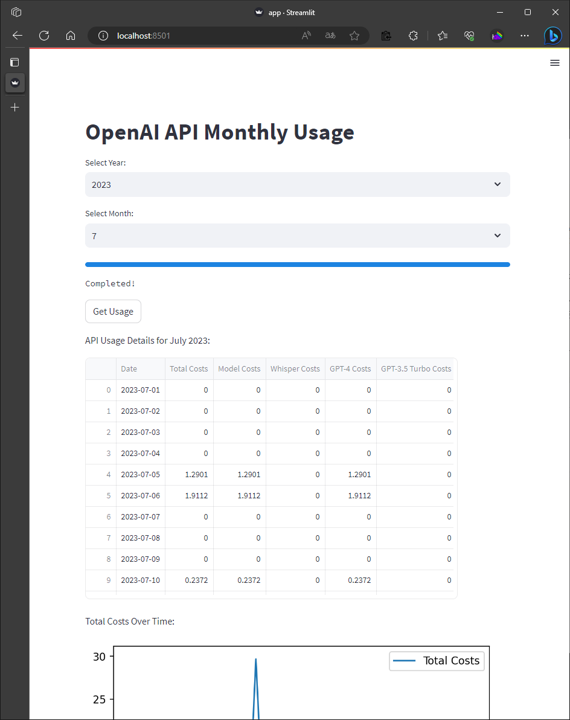 app · Streamlit
localhost:8501
OpenAI API Monthly Usage
Select Year:
2023
Select Month:
7
Completed!
Get Usage
API Usage Details for July 2023:
Date Total Costs Model Costs Whisper Costs GPT-4 Costs GPT-3.5 Turbo Costs
0 2023-07-01 0 0 0 0 0
1 2023-07-02 0 0 0 0 0
2 2023-07-03 0 0 0 0 0
3 2023-07-04 0 0 0 0 0
4 2023-07-05 1.2901 1.2901 0 1.2901 0
5 2023-07-06 1.9112 1.9112 0 1.9112 0
6 2023-07-07 0 0 0 0 0
7 2023-07-08 0 0 0 0 0
8 2023-07-09 0 0 0 0 0
9 2023-07-10 0.2372 0.2372 0 0.2372 0
Total Costs Over Time:
30
Total Costs
25